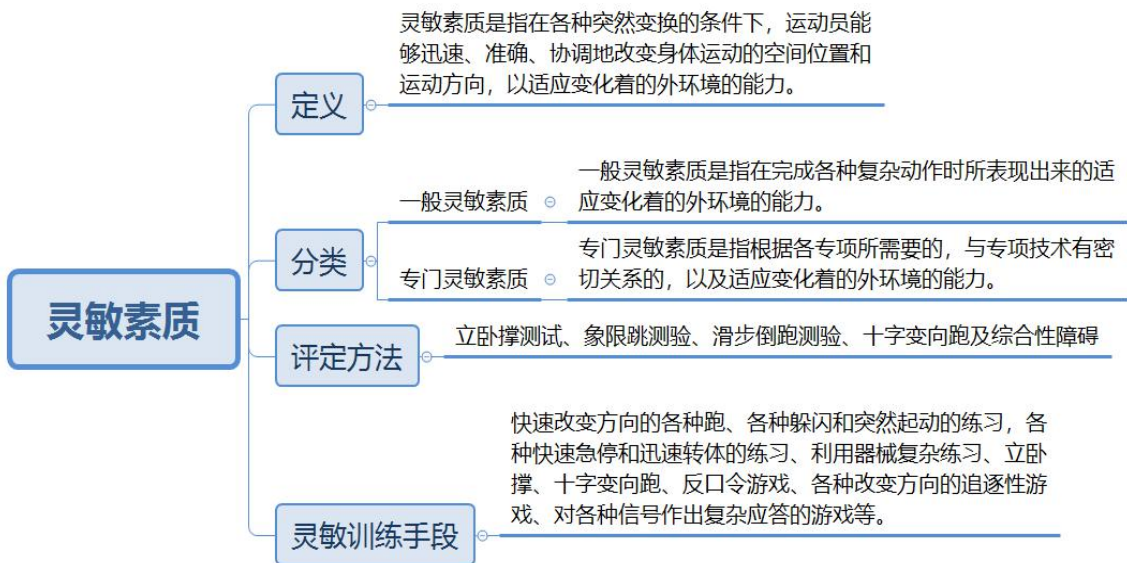 灵敏素质
定义
灵敏素质是指在各种突然变换的条件下，运动员能
够迅速、准确、协调地改变身体运动的空间位置和
运动方向，以适应变化着的外环境的能力。
分类
一般灵敏素质
一般灵敏素质是指在完成各种复杂动作时所表现出来的适
应变化着的外环境的能力。
专门灵敏素质
专门灵敏素质是指根据各专项所需要的，与专项技术有密
切关系的，以及适应变化着的外环境的能力。
评定方法
立卧撑测试、象限跳测验、滑步倒跑测验、十字变向跑及综合性障碍
灵敏训练手段
快速改变方向的各种跑、各种躲闪和突然起动的练习，各
种快速急停和迅速转体的练习、利用器械复杂练习、立卧
撑、十字变向跑、反口令游戏、各种改变方向的追逐性游
戏、对各种信号作出复杂应答的游戏等。